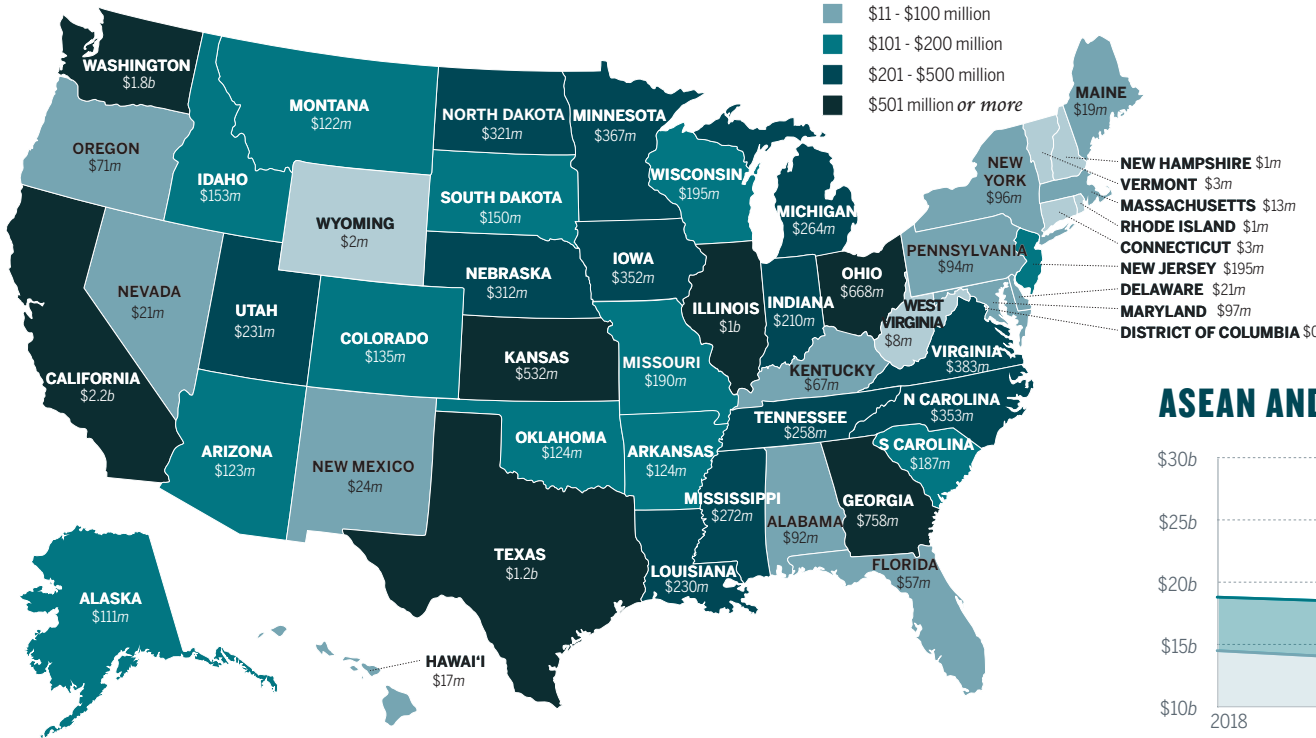 $11 - $100 million
$101 - $200 million
$201 - $500 million
$501 million or more
WASHINGTON
$1.8b
MONTANA
$122m
NORTH DAKOTA
$321m
MINNESOTA
$367m
MAINE
$19m
OREGON
$71m
IDAHO
$153m
WYOMING
$2m
SOUTH DAKOTA
$150m
WISCONSIN
$195m
MICHIGAN
$264m
NEW
YORK
$96m
NEW HAMPSHIRE $1m
VERMONT $3m
MASSACHUSETTS $13m
RHODE ISLAND $1m
CONNECTICUT $3m
NEW JERSEY $195m
DELAWARE $21m
MARYLAND $97m
DISTRICT OF COLUMBIA $0
NEVADA
$21m
UTAH
$231m
COLORADO
$135m
NEBRASKA
$312m
IOWA
$352m
ILLINOIS
$1b
INDIANA
$210m
OHIO
$668m
PENNSYLVANIA
$94m
WEST
VIRGINIA
$8m
VIRGINIA
$383m
CALIFORNIA
$2.2b
KANSAS
$532m
MISSOURI
$190m
KENTUCKY
$67m
N CAROLINA
$353m
TENNESSEE
$258m
S CAROLINA
$187m
ARIZONA
$123m
NEW MEXICO
$24m
OKLAHOMA
$124m
ARKANSAS
$124m
MISSISSIPPI
$272m
ALABAMA
$92m
GEORGIA
$758m
TEXAS
$1.2b
LOUISIANA
$230m
FLORIDA
$57m
ALASKA
$111m
HAWAI‘I
$17m
ASEAN AND
$30b
$25b
$20b
$15b
$10b
2018